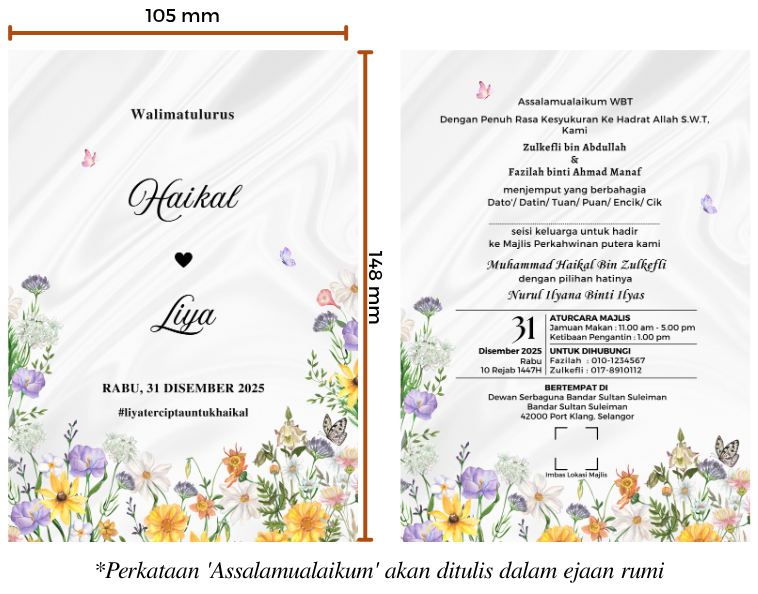 105 mm
148 mm
Walimatulurus
Haikal
Liya
RABU, 31 DISEMBER 2025
#liyaterciptauntukhaikal
Assalamualaikum WBT
Dengan Penuh Rasa Kesyukuran Ke Hadrat Allah S.W.T,
Kami
Zulkefli bin Abdullah
&
Fazilah binti Ahmad Manaf
menjemput yang berbahagia
Dato'/ Datin/ Tuan/ Puan/ Encik/ Cik
seisi keluarga untuk hadir
ke Majlis Perkahwinan putera kami
Muhammad Haikal Bin Zulkefli
dengan pilihan hatinya
Nurul Ilyana Binti Ilyas
31
Disember 2025
Rabu
10 Rejab 1447H
ATURCARA MAJLIS
Jamuan Makan : 11.00 am - 5.00 pm
Ketibaan Pengantin : 1.00 pm
UNTUK DIHUBUNGI
Fazilah : 010-1234567
Zulkefli : 017-8910112
BERTEMPAT DI
Dewan Serbaguna Bandar Sultan Suleiman
Bandar Sultan Suleiman
42000 Port Klang, Selangor
Imbas Lokasi Majlis
*Perkataan 'Assalamualaikum' akan ditulis dalam ejaan rumi